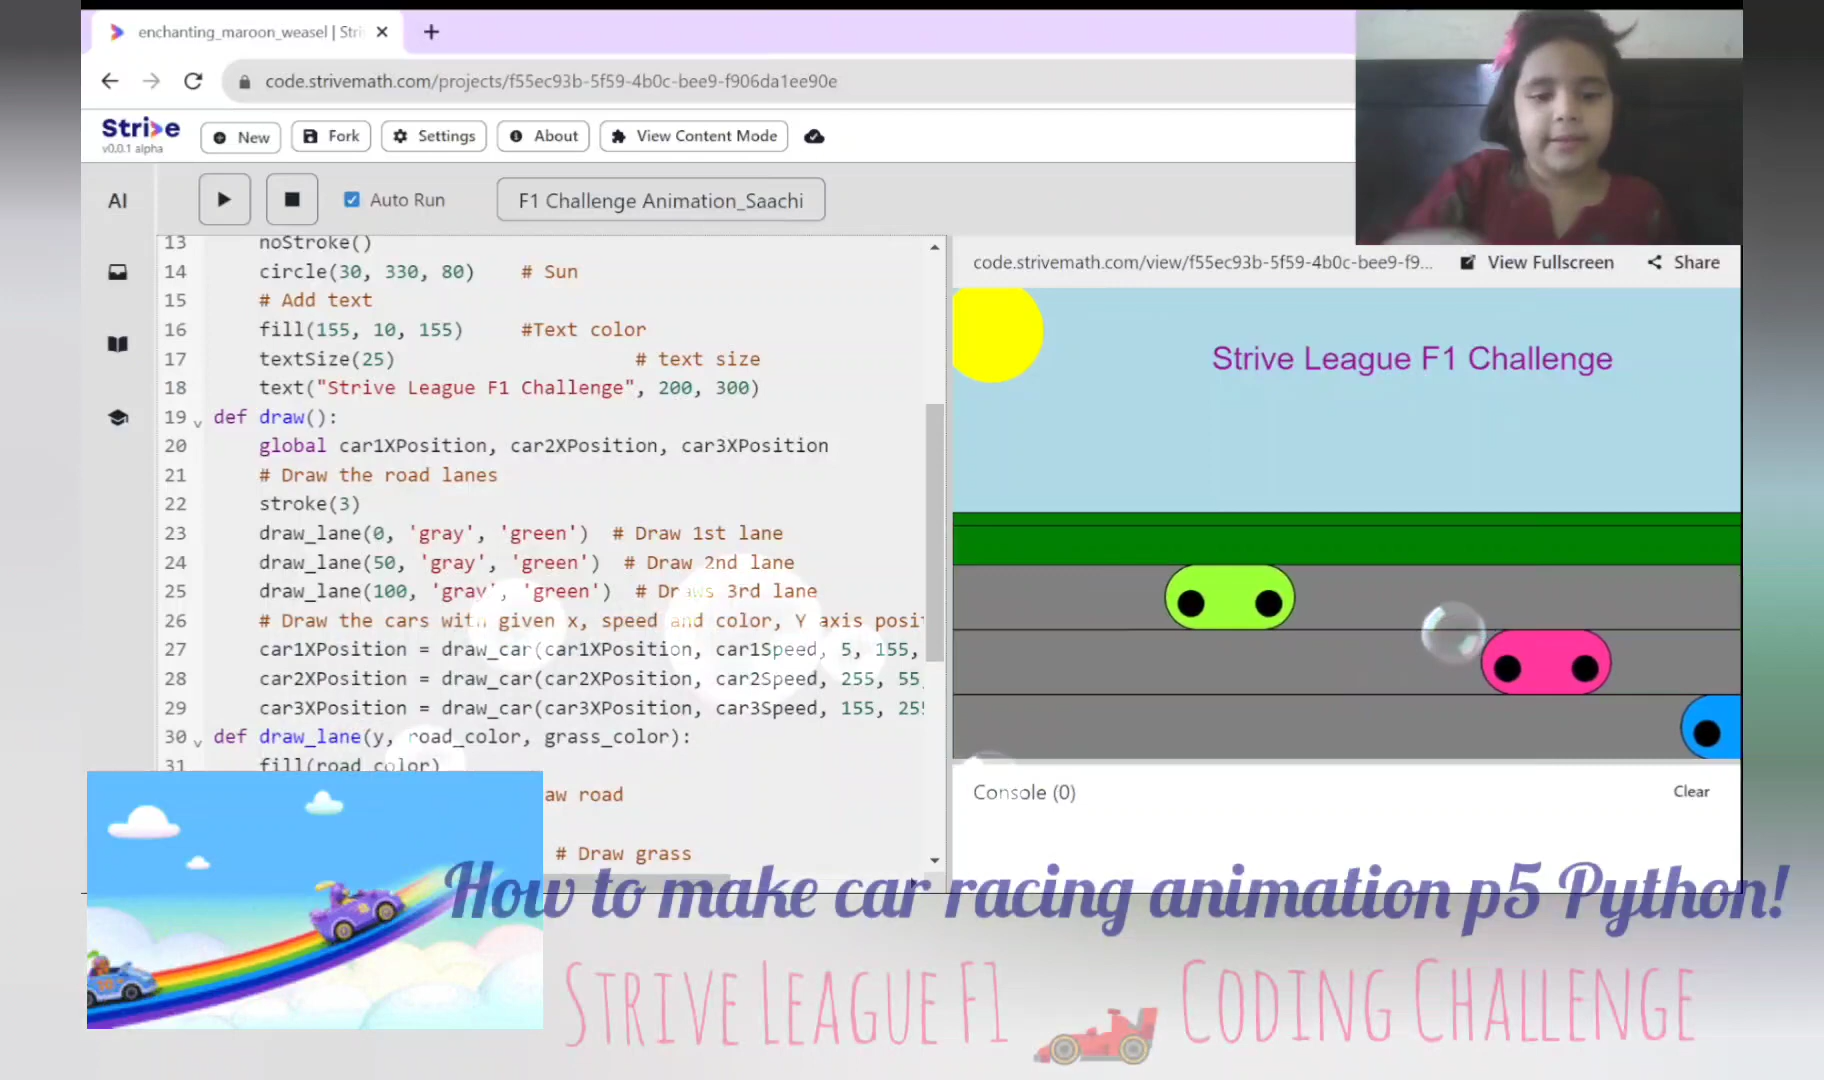 enchanting_maroon_weasel | Stri
code.strivemath.com/projects/f55ec93b-5f59-4b0c-bee9-f906da1ee90e
Strive
v0.0.1 alpha
New
Fork
Settings
About
View Content Mode
AI
Auto Run
F1 Challenge Animation_Saachi
13 noStroke()
14 circle(30, 330, 80) # Sun
15 # Add text
16 fill(155, 10, 155) #Text color
17 textSize(25) # text size
18 text("Strive League F1 Challenge", 200, 300)
19 def draw():
20 global car1XPosition, car2XPosition, car3XPosition
21 # Draw the road lanes
22 stroke(3)
23 draw_lane(0, 'gray', 'green') # Draw 1st lane
24 draw_lane(50, 'gray', 'green') # Draw 2nd lane
25 draw_lane(100, 'gray', 'green') # Draws 3rd lane
26 # Draw the cars with given x, speed and color, Y axis posi
27 car1XPosition = draw_car(car1XPosition, car1Speed, 5, 155,
28 car2XPosition = draw_car(car2XPosition, car2Speed, 255, 55,
29 car3XPosition = draw_car(car3XPosition, car3Speed, 155, 25
30 def draw_lane(y, road_color, grass_color):
31 fill(road_color)
aw road
# Draw grass
code.strivemath.com/view/f55ec93b-5f59-4b0c-bee9-f9...
View Fullscreen
Share
Strive League F1 Challenge
Console (0)
Clear
How to make car racing animation p5 Python!
STRIVE LEAGUE F1 CODING CHALLENGE